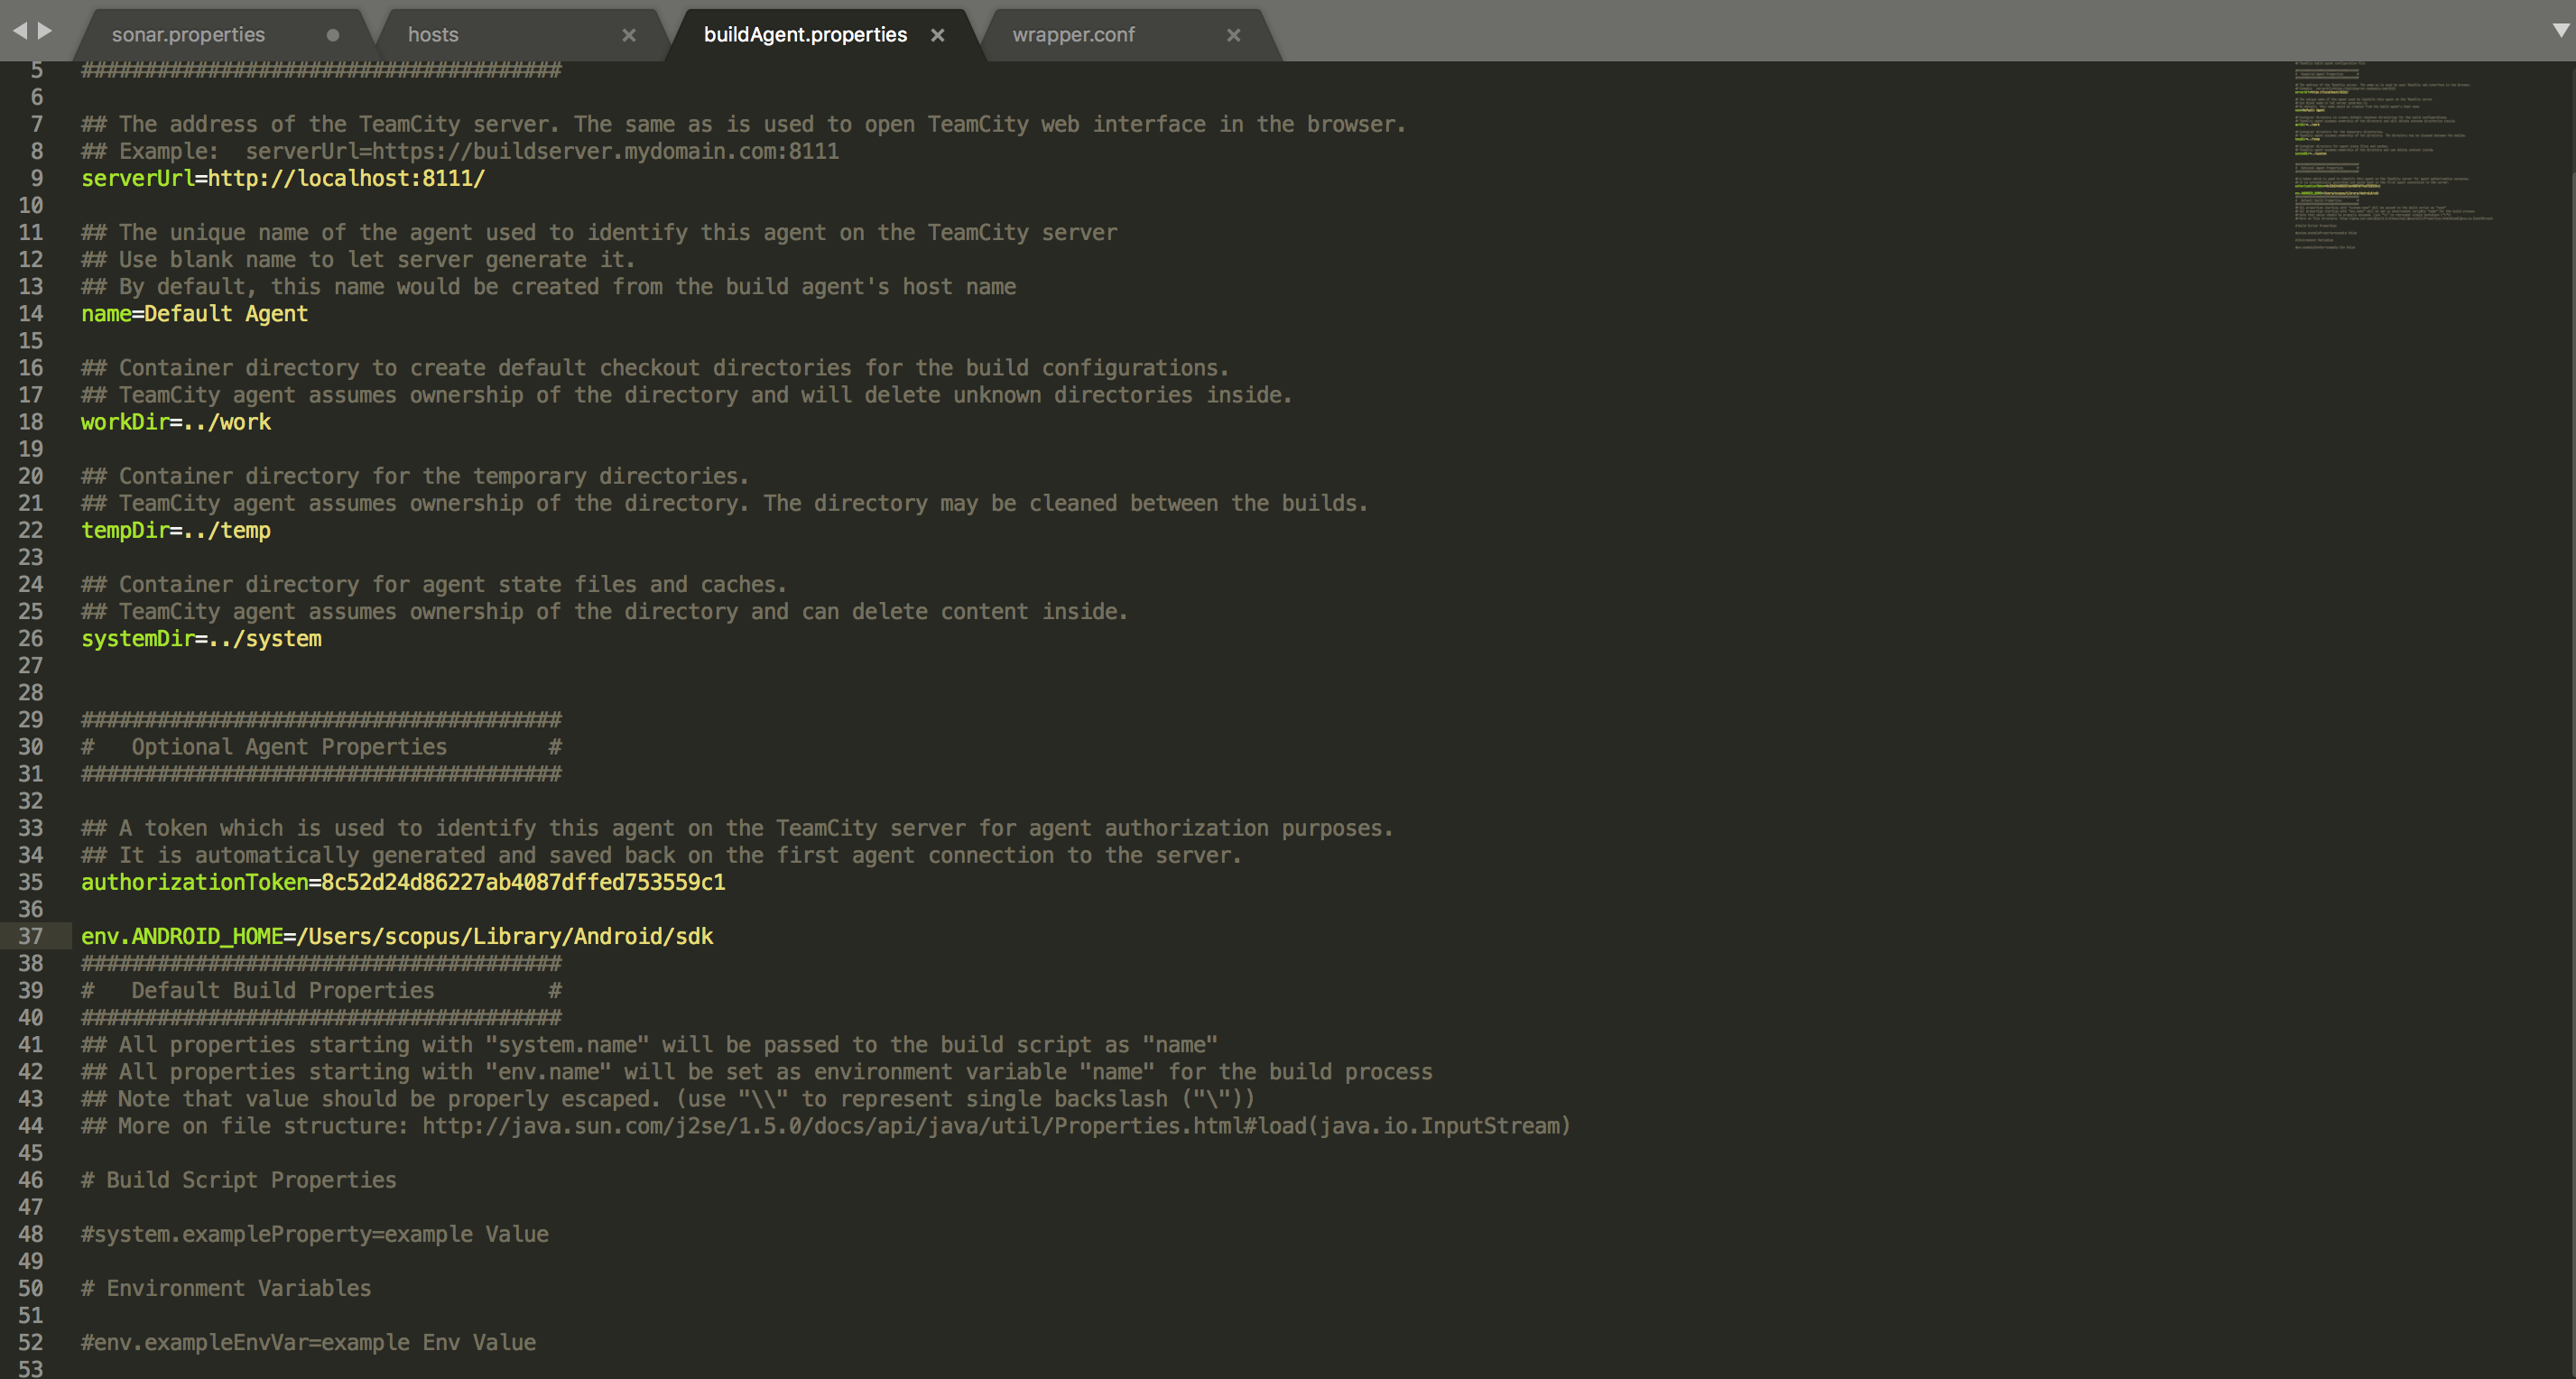 sonar.properties
hosts
buildAgent.properties
wrapper.conf
5 ######################################
6
7 ## The address of the TeamCity server. The same as is used to open TeamCity web interface in the browser.
8 ## Example:  serverUrl=https://buildserver.mydomain.com:8111
9 serverUrl=http://localhost:8111/
10
11 ## The unique name of the agent used to identify this agent on the TeamCity server
12 ## Use blank name to let server generate it.
13 ## By default, this name would be created from the build agent's host name
14 name=Default Agent
15
16 ## Container directory to create default checkout directories for the build configurations.
17 ## TeamCity agent assumes ownership of the directory and will delete unknown directories inside.
18 workDir=../work
19
20 ## Container directory for the temporary directories.
21 ## TeamCity agent assumes ownership of the directory. The directory may be cleaned between the builds.
22 tempDir=../temp
23
24 ## Container directory for agent state files and caches.
25 ## TeamCity agent assumes ownership of the directory and can delete content inside.
26 systemDir=../system
27
28
29 ######################################
30 #   Optional Agent Properties        #
31 ######################################
32
33 ## A token which is used to identify this agent on the TeamCity server for agent authorization purposes.
34 ## It is automatically generated and saved back on the first agent connection to the server.
35 authorizationToken=8c52d24d86227ab4087dffed753559c1
36
37 env.ANDROID_HOME=/Users/scopus/Library/Android/sdk
38 ######################################
39 #   Default Build Properties         #
40 ######################################
41 ## All properties starting with "system.name" will be passed to the build script as "name"
42 ## All properties starting with "env.name" will be set as environment variable "name" for the build process
43 ## Note that value should be properly escaped. (use "\\" to represent single backslash ("\"))
44 ## More on file structure: http://java.sun.com/j2se/1.5.0/docs/api/java/util/Properties.html#load(java.io.InputStream)
45
46 # Build Script Properties
47
48 #system.exampleProperty=example Value
49
50 # Environment Variables
51
52 #env.exampleEnvVar=example Env Value
53